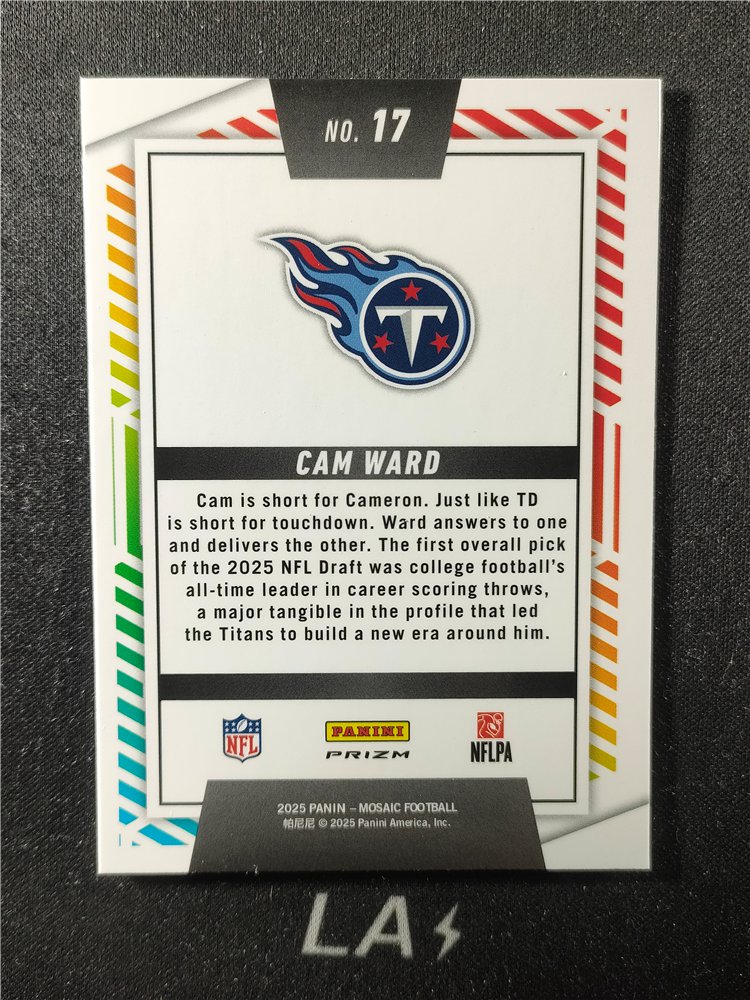 NO. 17
T
CAM WARD
Cam is short for Cameron. Just like TD
is short for touchdown. Ward answers to one
and delivers the other. The first overall pick
of the 2025 NFL Draft was college football's
all-time leader in career scoring throws,
a major tangible in the profile that led
the Titans to build a new era around him.
NFL
PANINI
PRIZM
NFLPA
2025 PANIN – MOSAIC FOOTBALL
帕尼尼 © 2025 Panini America, Inc.
LA